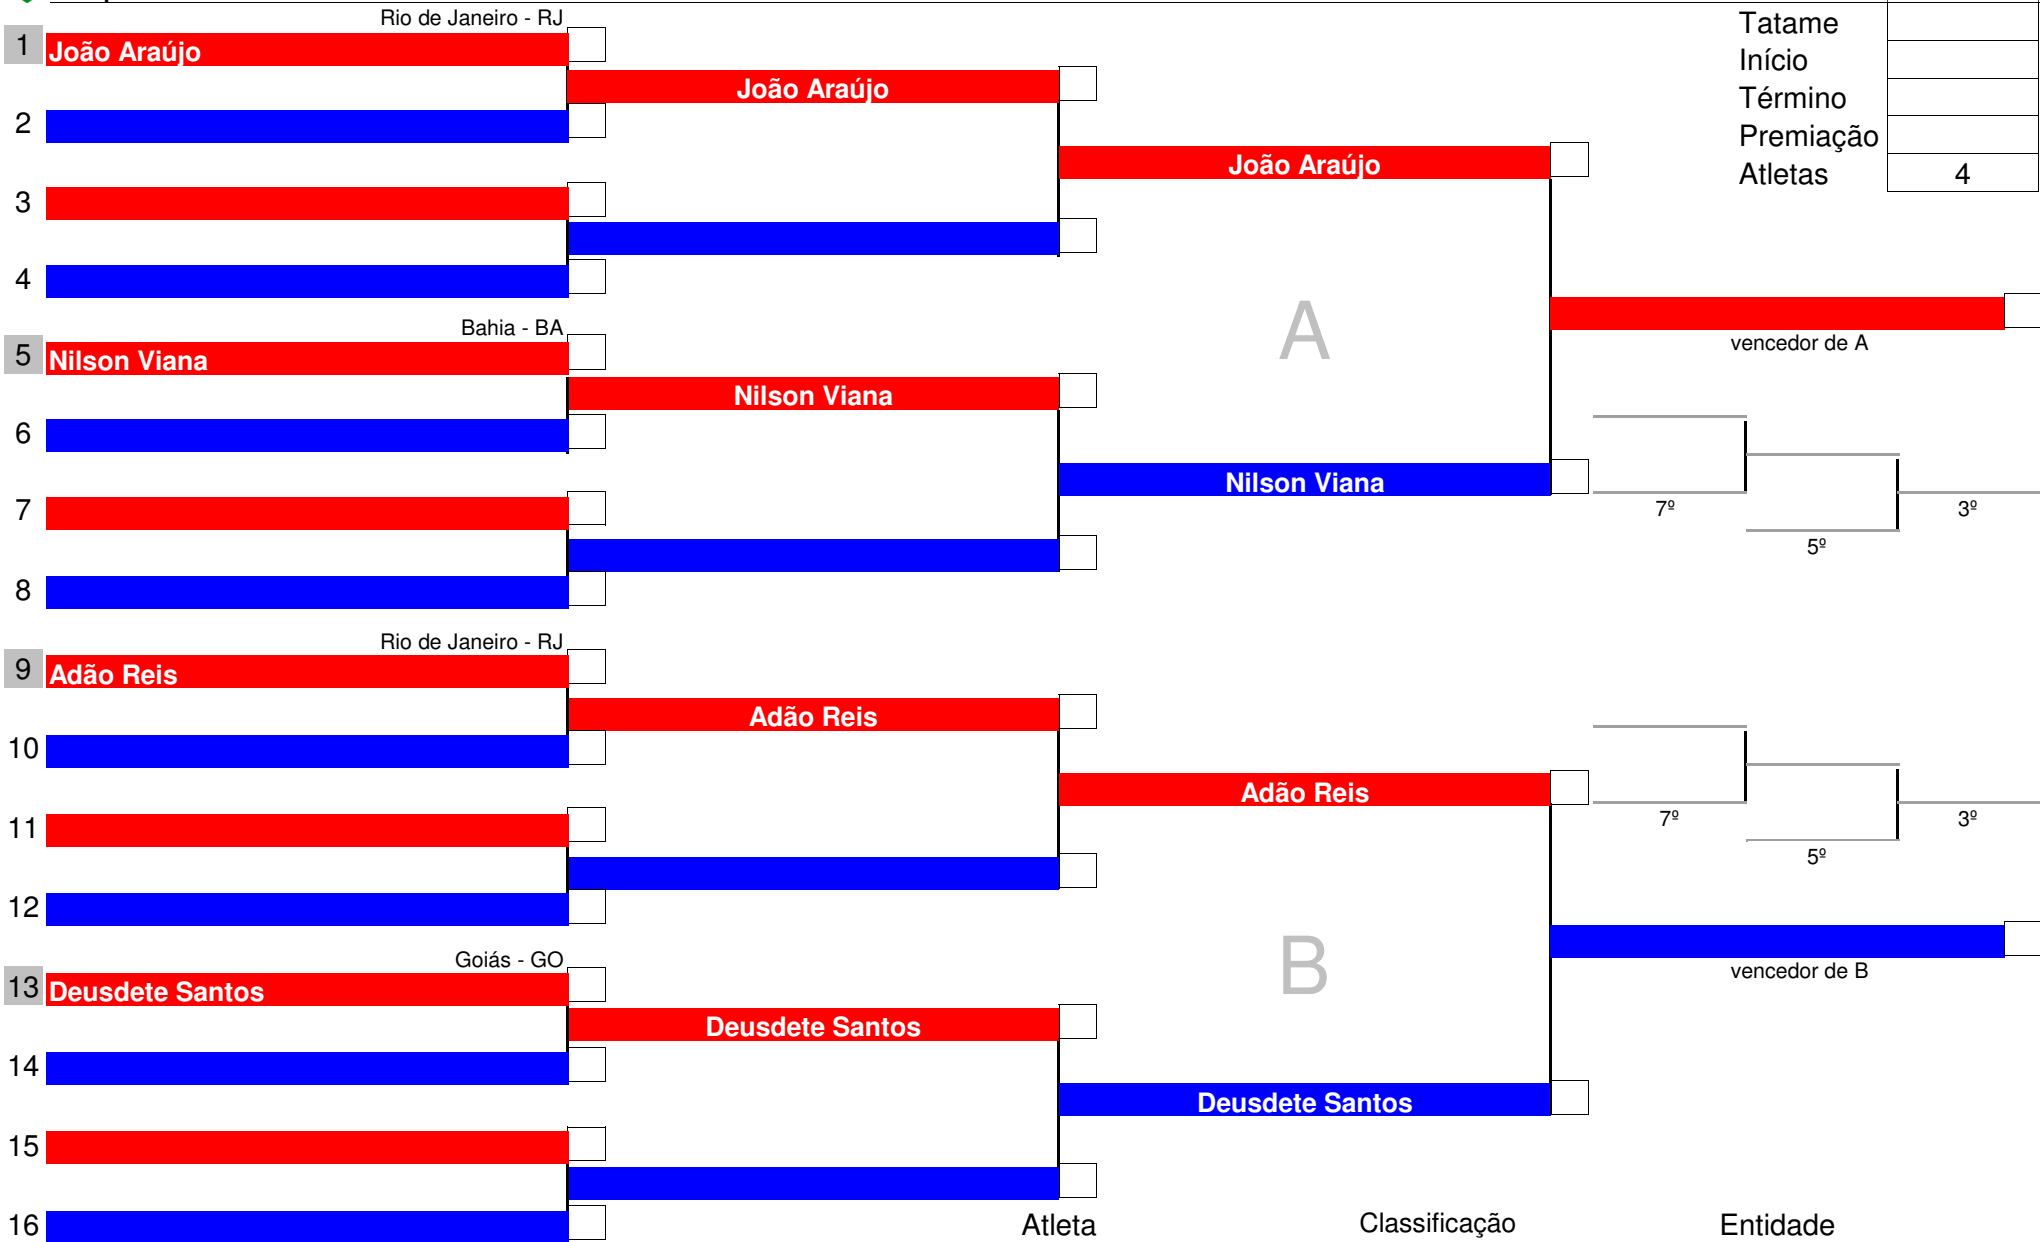 Rio de Janeiro - RJ
Tatame
1 João Araújo
Início
João Araújo
Término
2
Premiação
João Araújo
Atletas 4
3
4
A
Bahia - BA
vencedor de A
5 Nilson Viana
Nilson Viana
6
Nilson Viana
7
7º 3º
5º
8
Rio de Janeiro - RJ
9 Adão Reis
Adão Reis
10
Adão Reis
11
7º 3º
5º
12
B
Goiás - GO
vencedor de B
13 Deusdete Santos
Deusdete Santos
14
Deusdete Santos
15
16
Atleta Classificação Entidade